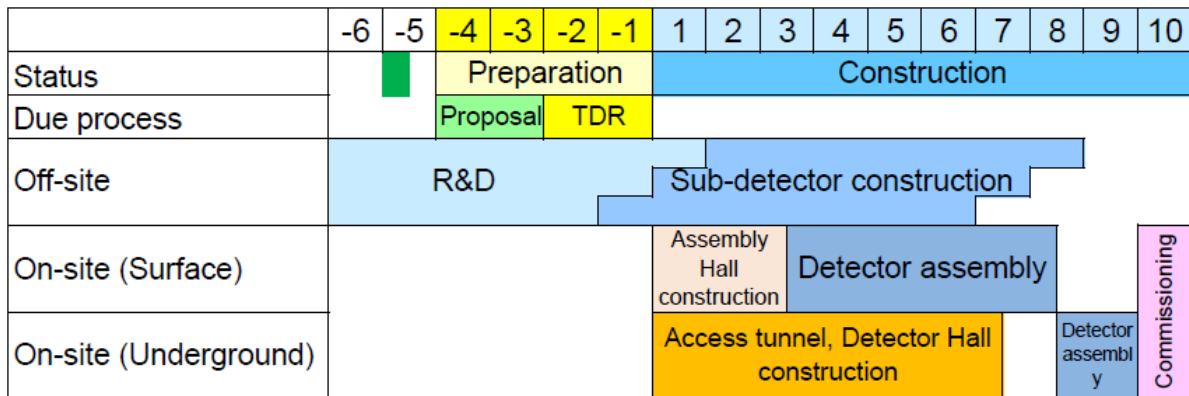 -6 -5 -4 -3 -2 -1 1 2 3 4 5 6 7 8 9 10
Status Preparation Construction
Due process Proposal TDR
Off-site R&D Sub-detector construction
On-site (Surface)
Assembly
Hall
construction
Detector assembly
On-site (Underground)
Access tunnel, Detector Hall
construction
Detector
assembl
y
Commissioning